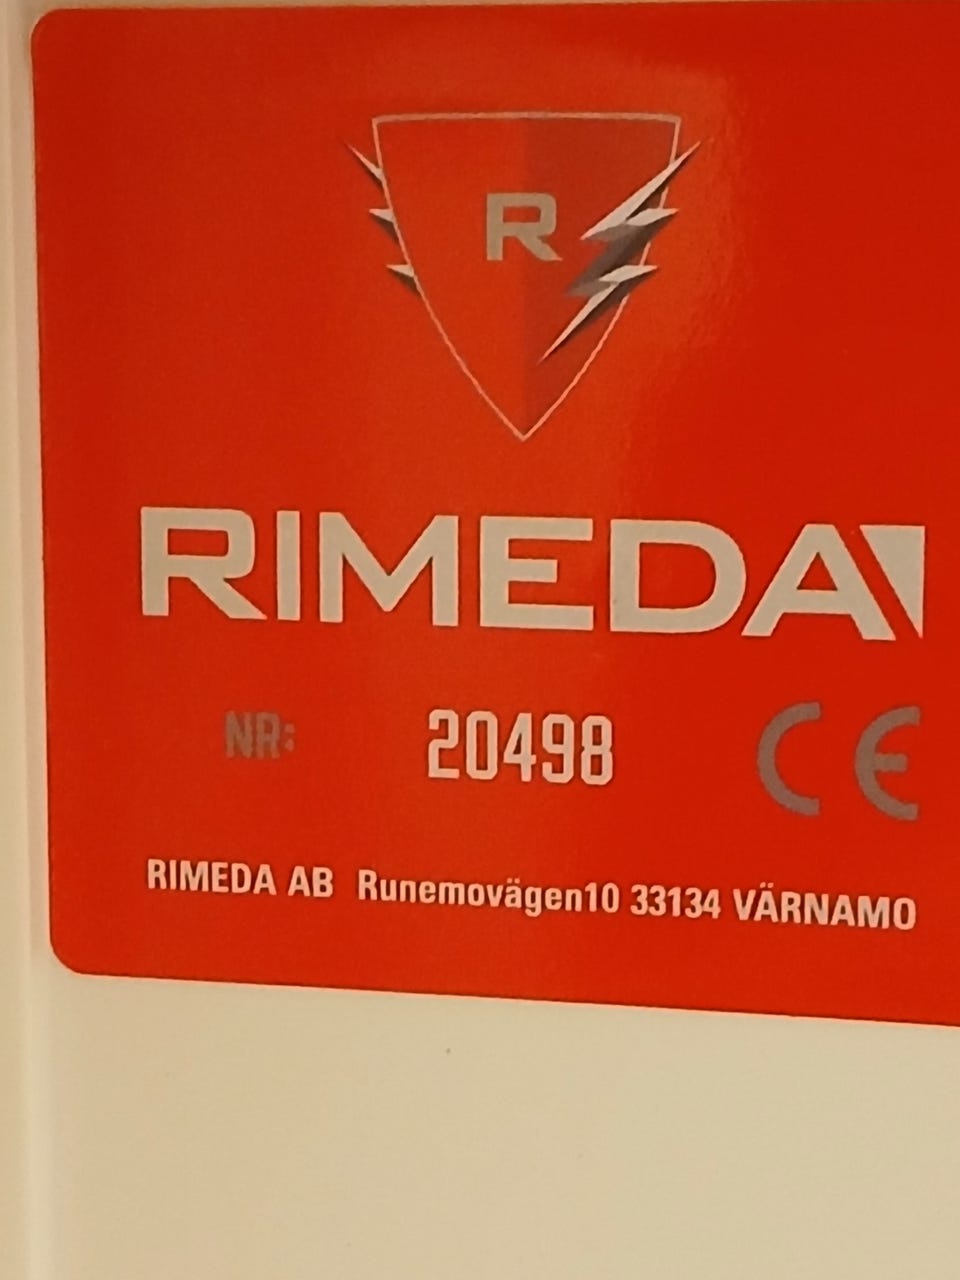 R
RIMEDA
NR: 20498 CE
RIMEDA AB Runemovägen10 33134 VÄRNAMO